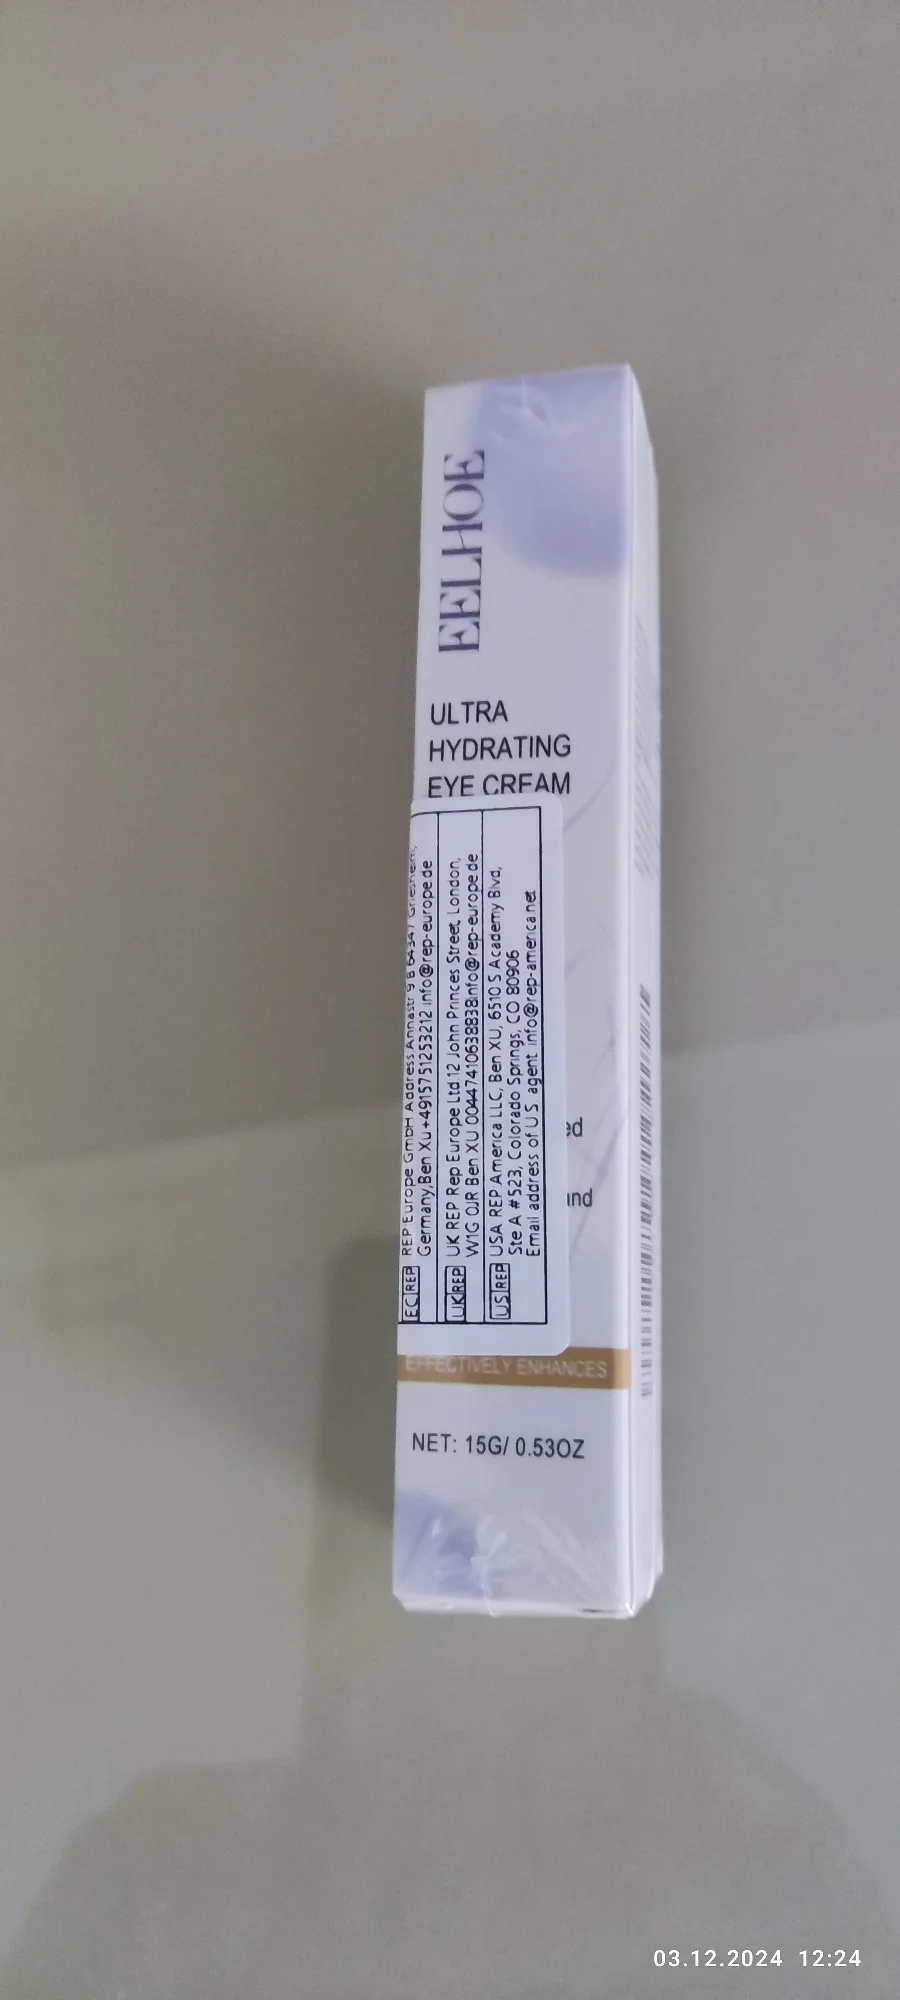 EELHOE
ULTRA
HYDRATING
EYE CREAM
EC REP
REP Europe GmbH Address Annastr 9 B 64347 Griesheim,
Germany,Ben Xu+4915751253212 info@rep-europe de
UK REP
UK REP Rep Europe Ltd 12 John Princes Street, London,
W1G 0JR Ben XU 00447410638838info@rep-europe de
US REP
USA REP America LLC, Ben XU, 6510 S Academy Blvd,
Ste A #523, Colorado Springs, CO 80906
Email address of U S agent info@rep-america net
ed
and
EFFECTIVELY ENHANCES
NET: 15G/ 0.53OZ
03.12.2024 12:24